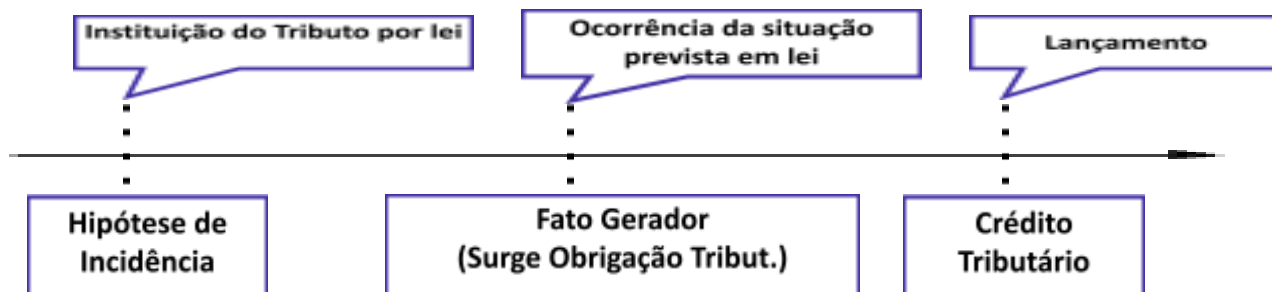 Instituição do Tributo por lei
Ocorrência da situação
prevista em lei
Lançamento
Hipótese de
Incidência
Fato Gerador
(Surge Obrigação Tribut.)
Crédito
Tributário